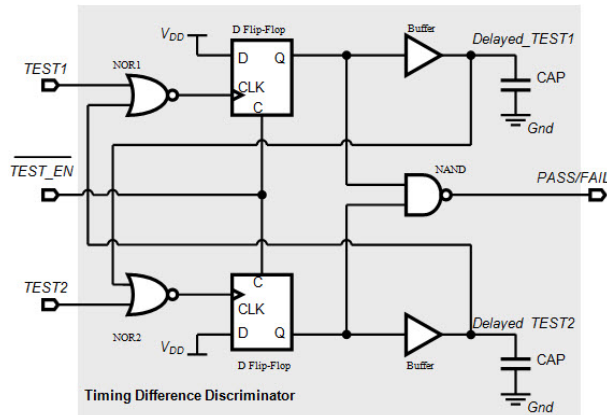 D Flip-Flop
Buffer
Delayed_TEST1
VDD
D
Q
TEST1
NOR1
CLK
C
CAP
Gnd
TEST_EN
NAND
PASS/FAIL
C
TEST2
CLK
NOR2
VDD
D
Q
Delayed_TEST2
D Flip-Flop
Buffer
CAP
Gnd
Timing Difference Discriminator